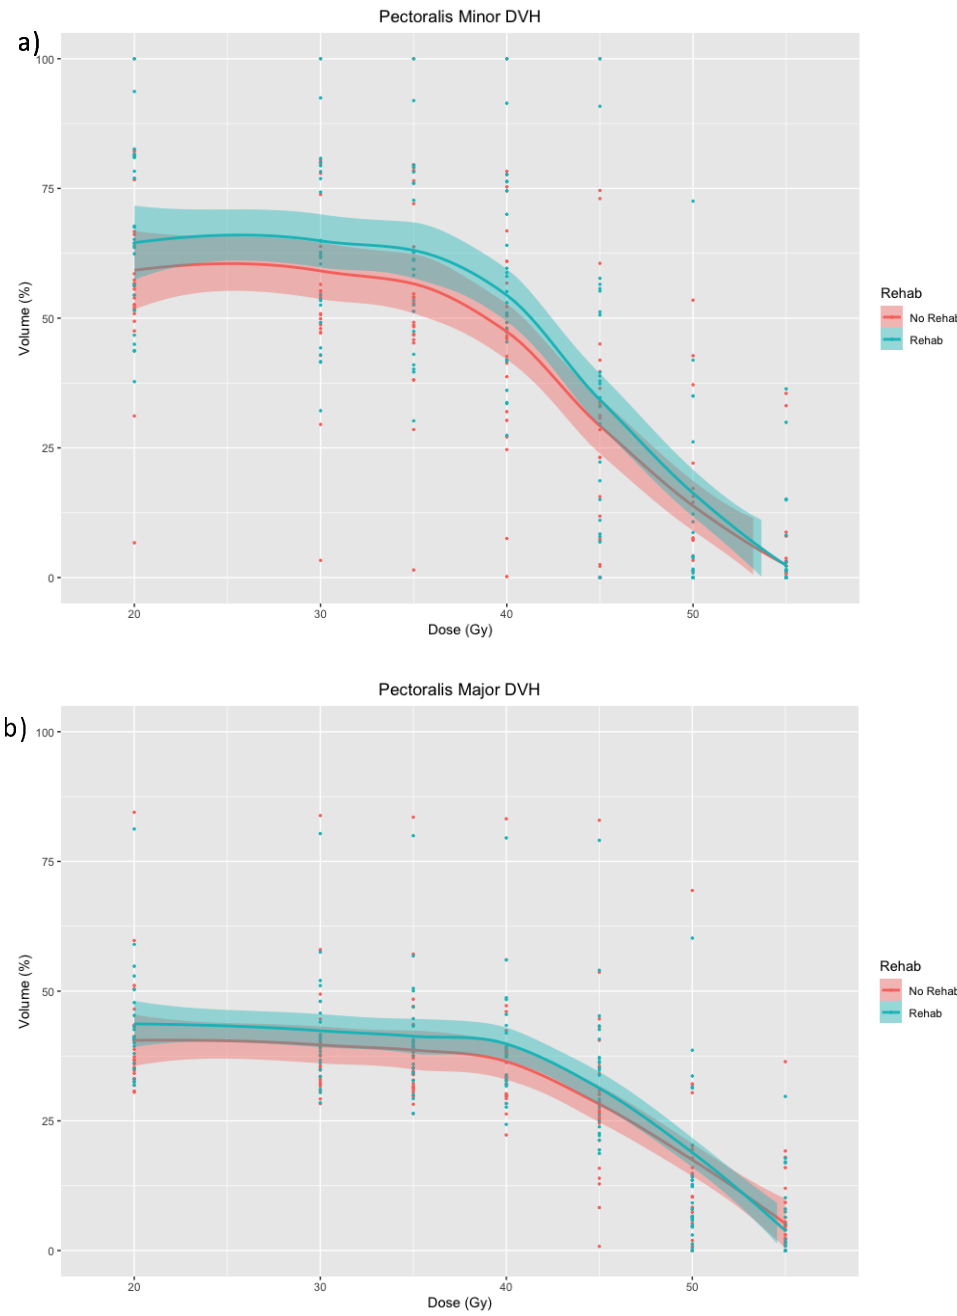 Pectoralis Minor DVH
a)
100
75
50
25
0
Volume (%)
20 30 40 50
Dose (Gy)
Rehab
No Rehab
Rehab
Pectoralis Major DVH
b)
100
75
50
25
0
Volume (%)
20 30 40 50
Dose (Gy)
Rehab
No Rehab
Rehab